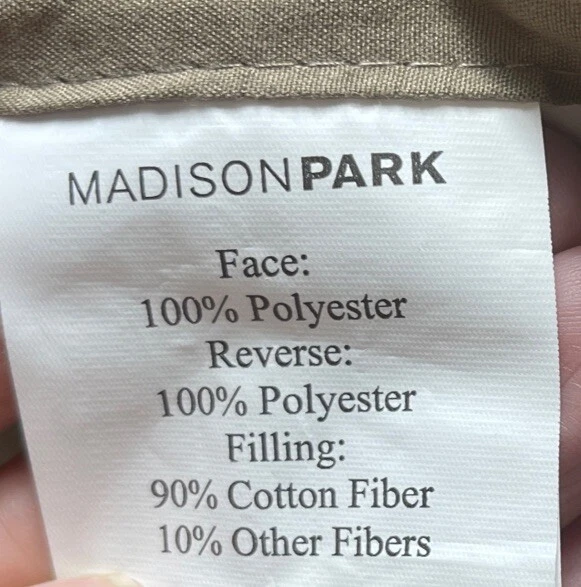 MADISONPARK
Face:
100% Polyester
Reverse:
100% Polyester
Filling:
90% Cotton Fiber
10% Other Fibers